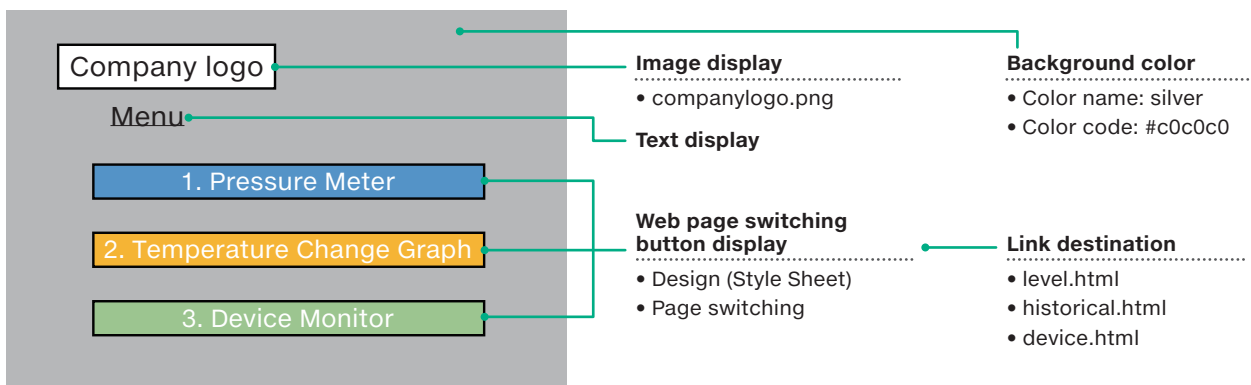 Company logo
Menu
1. Pressure Meter
2. Temperature Change Graph
3. Device Monitor
Image display
• companylogo.png
Text display
Web page switching
button display
• Design (Style Sheet)
• Page switching
Background color
• Color name: silver
• Color code: #c0c0c0
Link destination
• level.html
• historical.html
• device.html